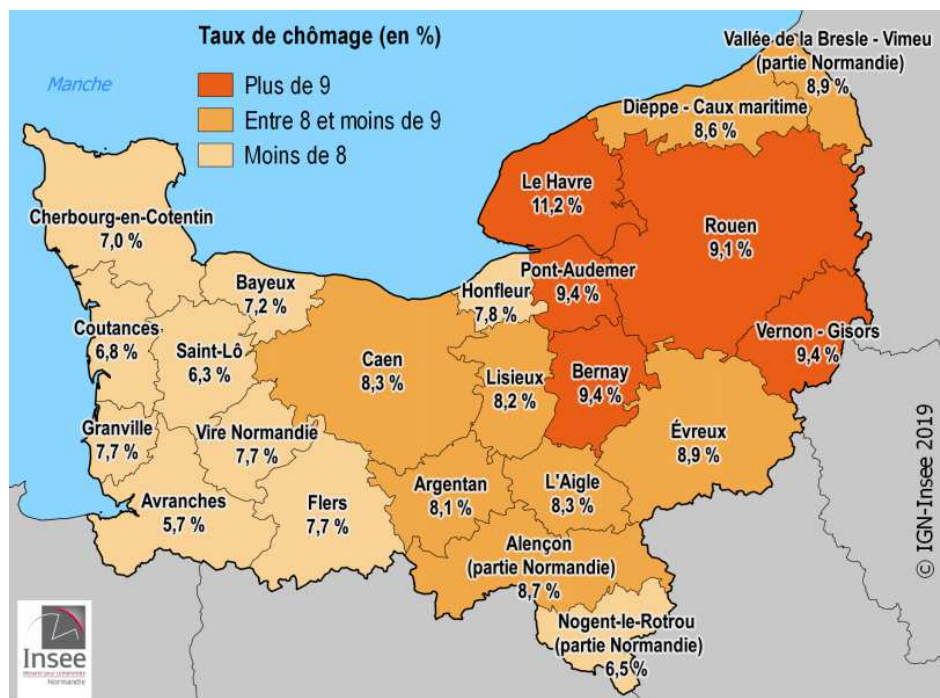 Taux de chômage (en %)
Plus de 9
Entre 8 et moins de 9
Moins de 8
Manche
Vallée de la Bresle - Vimeu
(partie Normandie)
8,9 %
Dieppe - Caux maritime
8,6 %
Le Havre
11,2 %
Rouen
9,1 %
Cherbourg-en-Cotentin
7,0 %
Bayeux
7,2 %
Honfleur
7,8 %
Pont-Audemer
9,4 %
Coutances
6,8 %
Saint-Lô
6,3 %
Caen
8,3 %
Lisieux
8,2 %
Bernay
9,4 %
Vernon - Gisors
9,4 %
Granville
7,7 %
Vire Normandie
7,7 %
Évreux
8,9 %
Avranches
5,7 %
Flers
7,7 %
Argentan
8,1 %
L'Aigle
8,3 %
Alençon
(partie Normandie)
8,7 %
Nogent-le-Rotrou
(partie Normandie)
6,5 %
© IGN-Insee 2019
Insee
Normandie